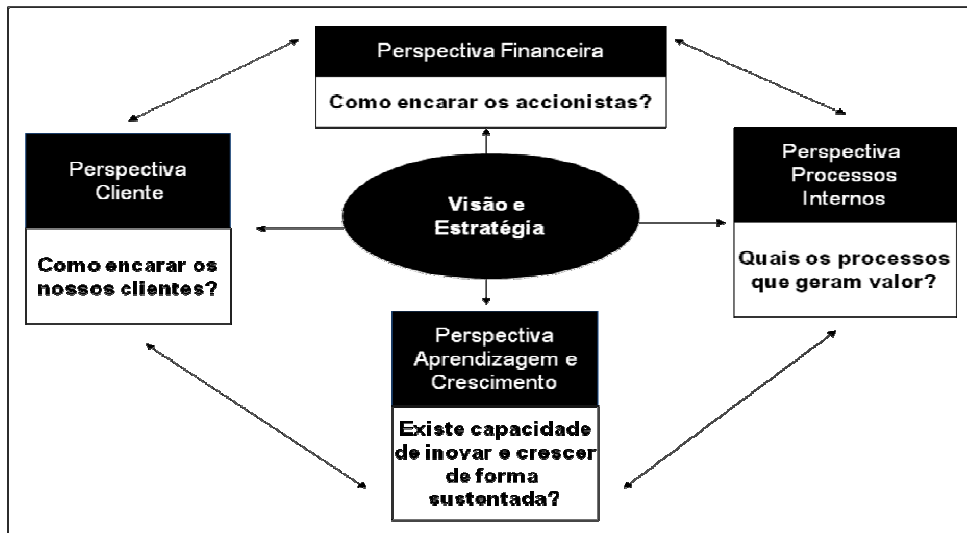 Perspectiva Financeira
Como encarar os accionistas?
Perspectiva
Cliente
Como encarar os
nossos clientes?
Visão e
Estratégia
Perspectiva
Processos
Internos
Quais os processos
que geram valor?
Perspectiva
Aprendizagem e
Crescimento
Existe capacidade
de inovar e crescer
de forma
sustentada?